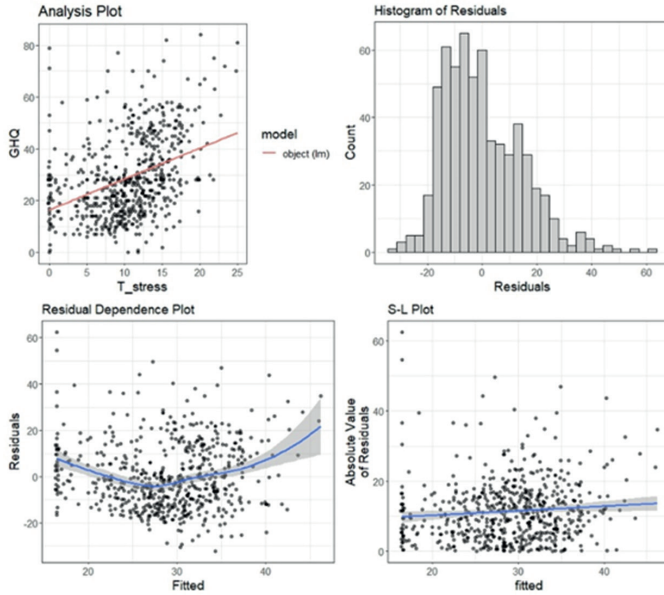 Analysis Plot
80
60
40
20
0
GHQ
0 5 10 15 20 25
T_stress
model
object (lm)
Histogram of Residuals
60
40
20
0
Count
-20 0 20 40 60
Residuals
Residual Dependence Plot
60
40
20
0
-20
Residuals
20 30 40
Fitted
S-L Plot
60
40
20
0
Absolute Value
of Residuals
20 30 40
fitted